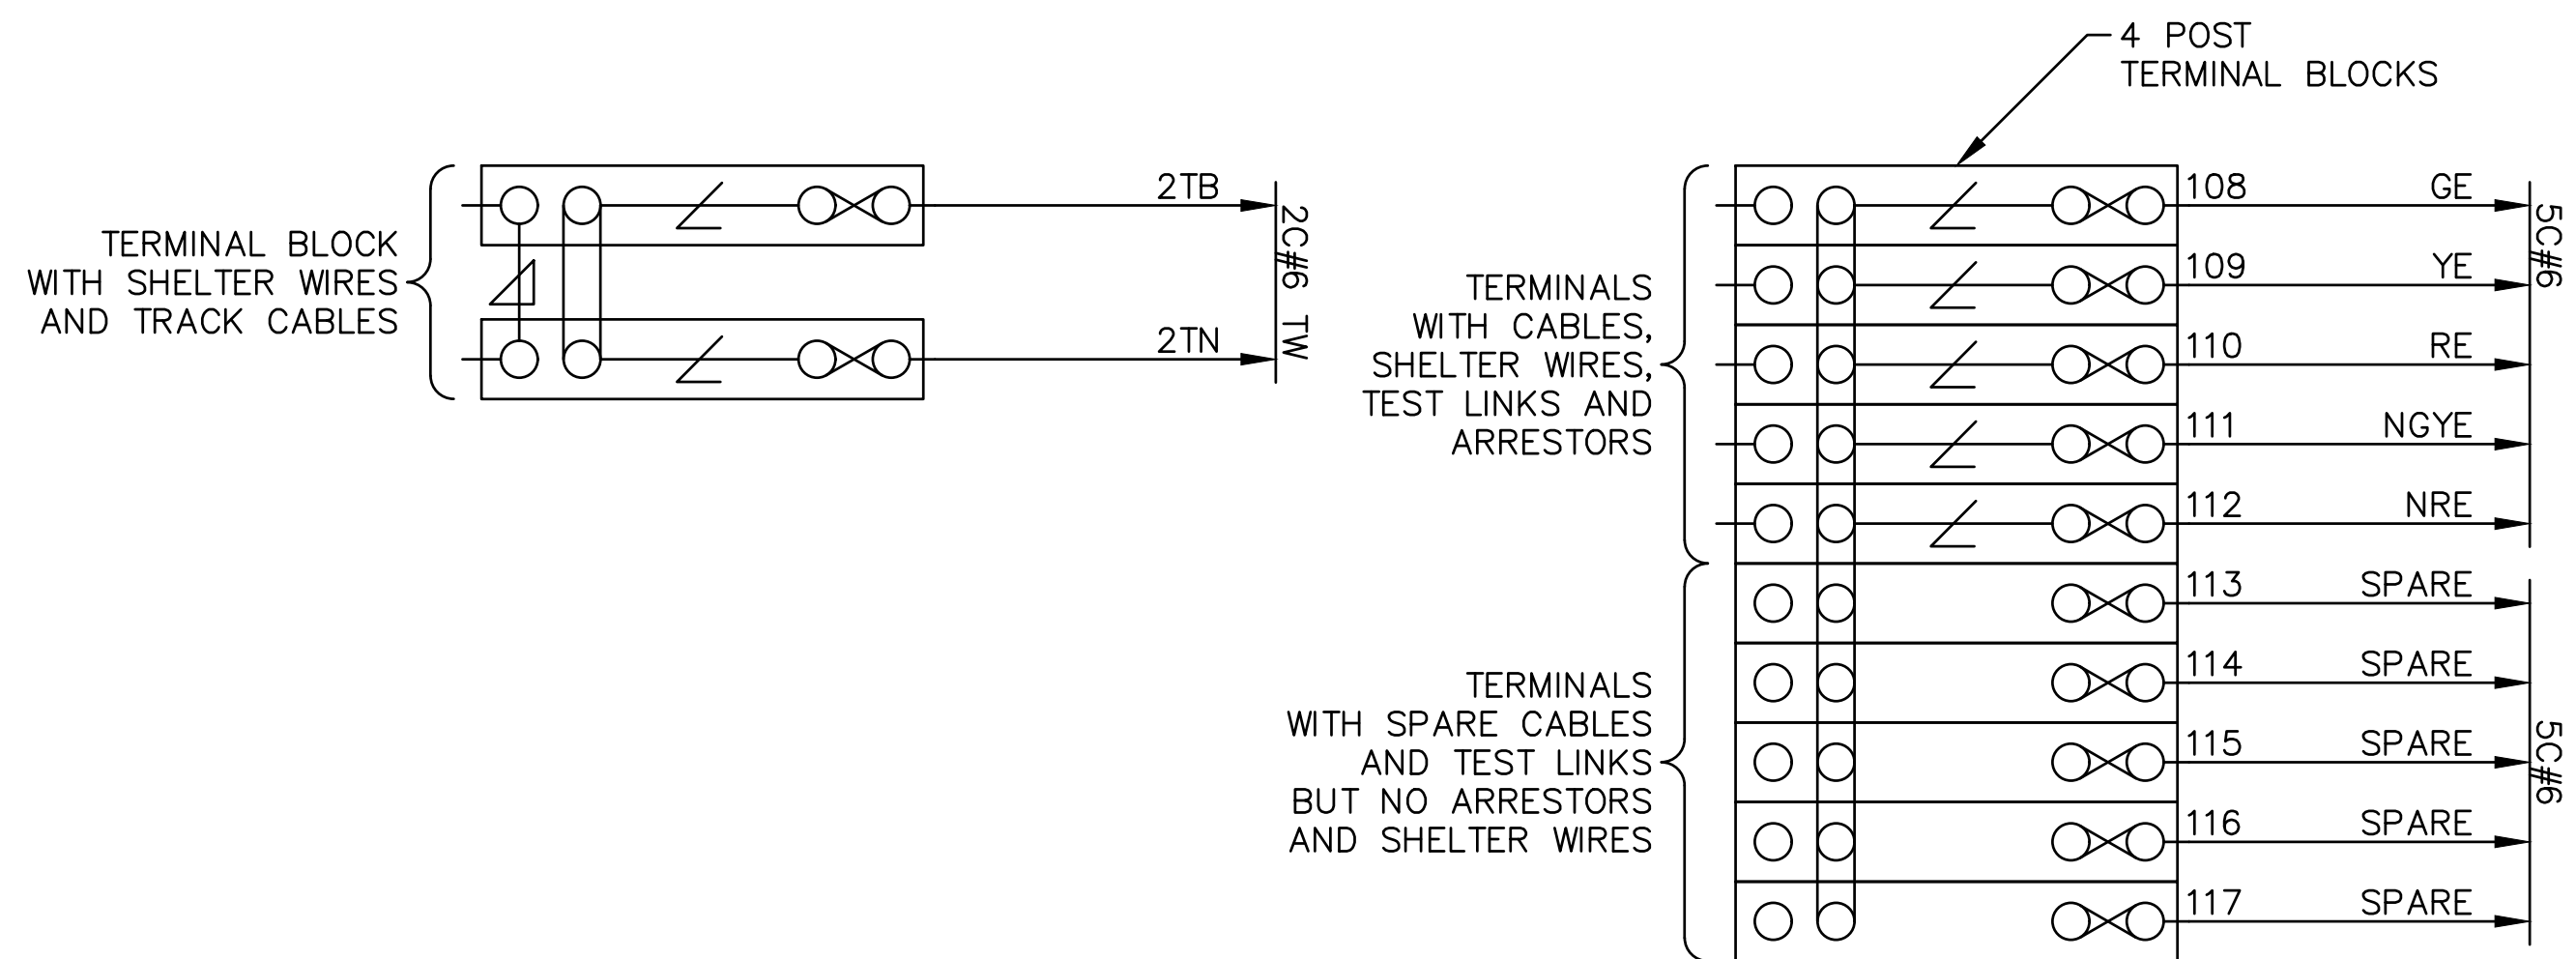 4 POST
TERMINAL BLOCKS
TERMINAL BLOCK
WITH SHELTER WIRES
AND TRACK CABLES
2TB
2TN
2C#6 TW
TERMINALS
WITH CABLES,
SHELTER WIRES,
TEST LINKS AND
ARRESTORS
108 GE
109 YE
110 RE
111 NGYE
112 NRE
5C#6
TERMINALS
WITH SPARE CABLES
AND TEST LINKS
BUT NO ARRESTORS
AND SHELTER WIRES
113 SPARE
114 SPARE
115 SPARE
116 SPARE
117 SPARE
5C#6